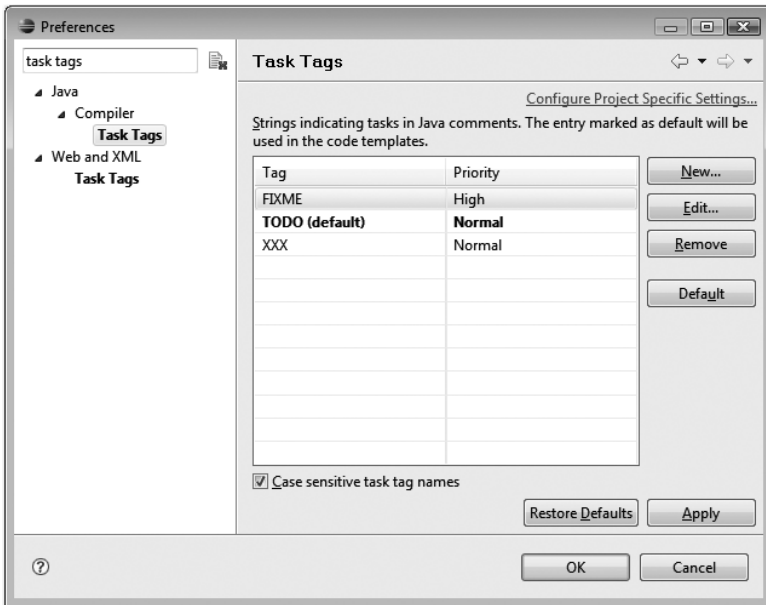 Preferences
task tags
Java
Compiler
Task Tags
Web and XML
Task Tags
Task Tags
Configure Project Specific Settings...
Strings indicating tasks in Java comments. The entry marked as default will be
used in the code templates.
Tag Priority
FIXME High
TODO (default) Normal
XXX Normal
New...
Edit...
Remove
Default
Case sensitive task tag names
Restore Defaults Apply
? OK Cancel